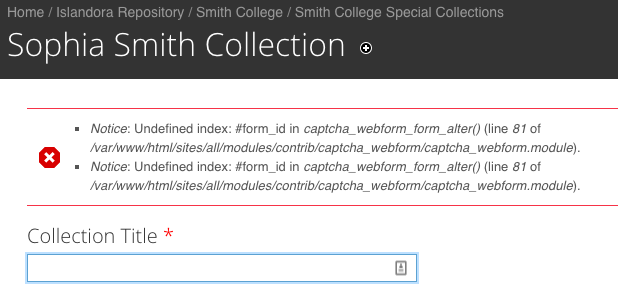 Home / Islandora Repository / Smith College / Smith College Special Collections
Sophia Smith Collection
Notice: Undefined index: #form_id in captcha_webform_form_alter() (line 81 of
/var/www/html/sites/all/modules/contrib/captcha_webform/captcha_webform.module).
Notice: Undefined index: #form_id in captcha_webform_form_alter() (line 81 of
/var/www/html/sites/all/modules/contrib/captcha_webform/captcha_webform.module).
Collection Title *